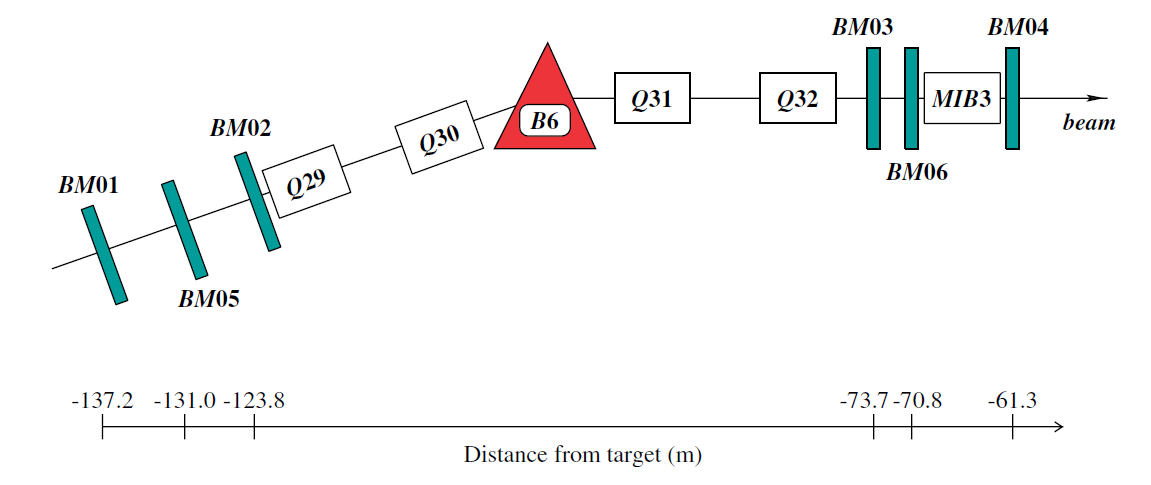 BM03
BM04
BM02
Q30
B6
Q31
Q32
MIB3
beam
BM01
Q29
BM06
BM05
-137.2 -131.0 -123.8 -73.7 -70.8 -61.3
Distance from target (m)